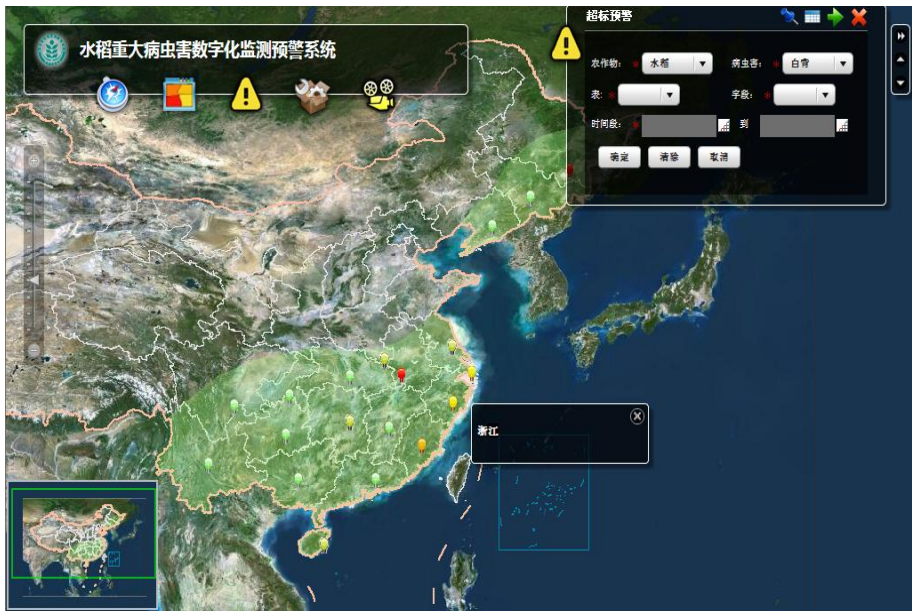 超标预警
水稻重大病虫害数字化监测预警系统
农作物： * 水稻 病虫害： * 白背
表： * 字段： *
时间段： * 到
确定 清除 取消
浙江